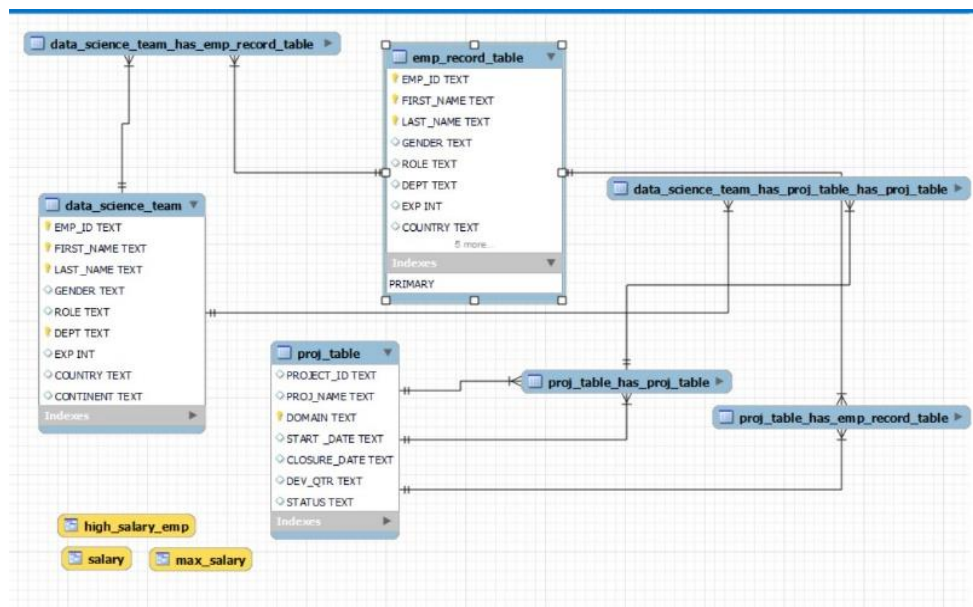 data_science_team_has_emp_record_table
emp_record_table
EMP_ID TEXT
FIRST_NAME TEXT
LAST_NAME TEXT
GENDER TEXT
ROLE TEXT
DEPT TEXT
EXP INT
COUNTRY TEXT
5 more...
Indexes
PRIMARY
data_science_team_has_proj_table_has_proj_table
data_science_team
EMP_ID TEXT
FIRST_NAME TEXT
LAST_NAME TEXT
GENDER TEXT
ROLE TEXT
DEPT TEXT
EXP INT
COUNTRY TEXT
CONTINENT TEXT
Indexes
proj_table
PROJECT_ID TEXT
PROJ_NAME TEXT
DOMAIN TEXT
START _DATE TEXT
CLOSURE_DATE TEXT
DEV_QTR TEXT
STATUS TEXT
Indexes
proj_table_has_proj_table
proj_table_has_emp_record_table
high_salary_emp
salary
max_salary